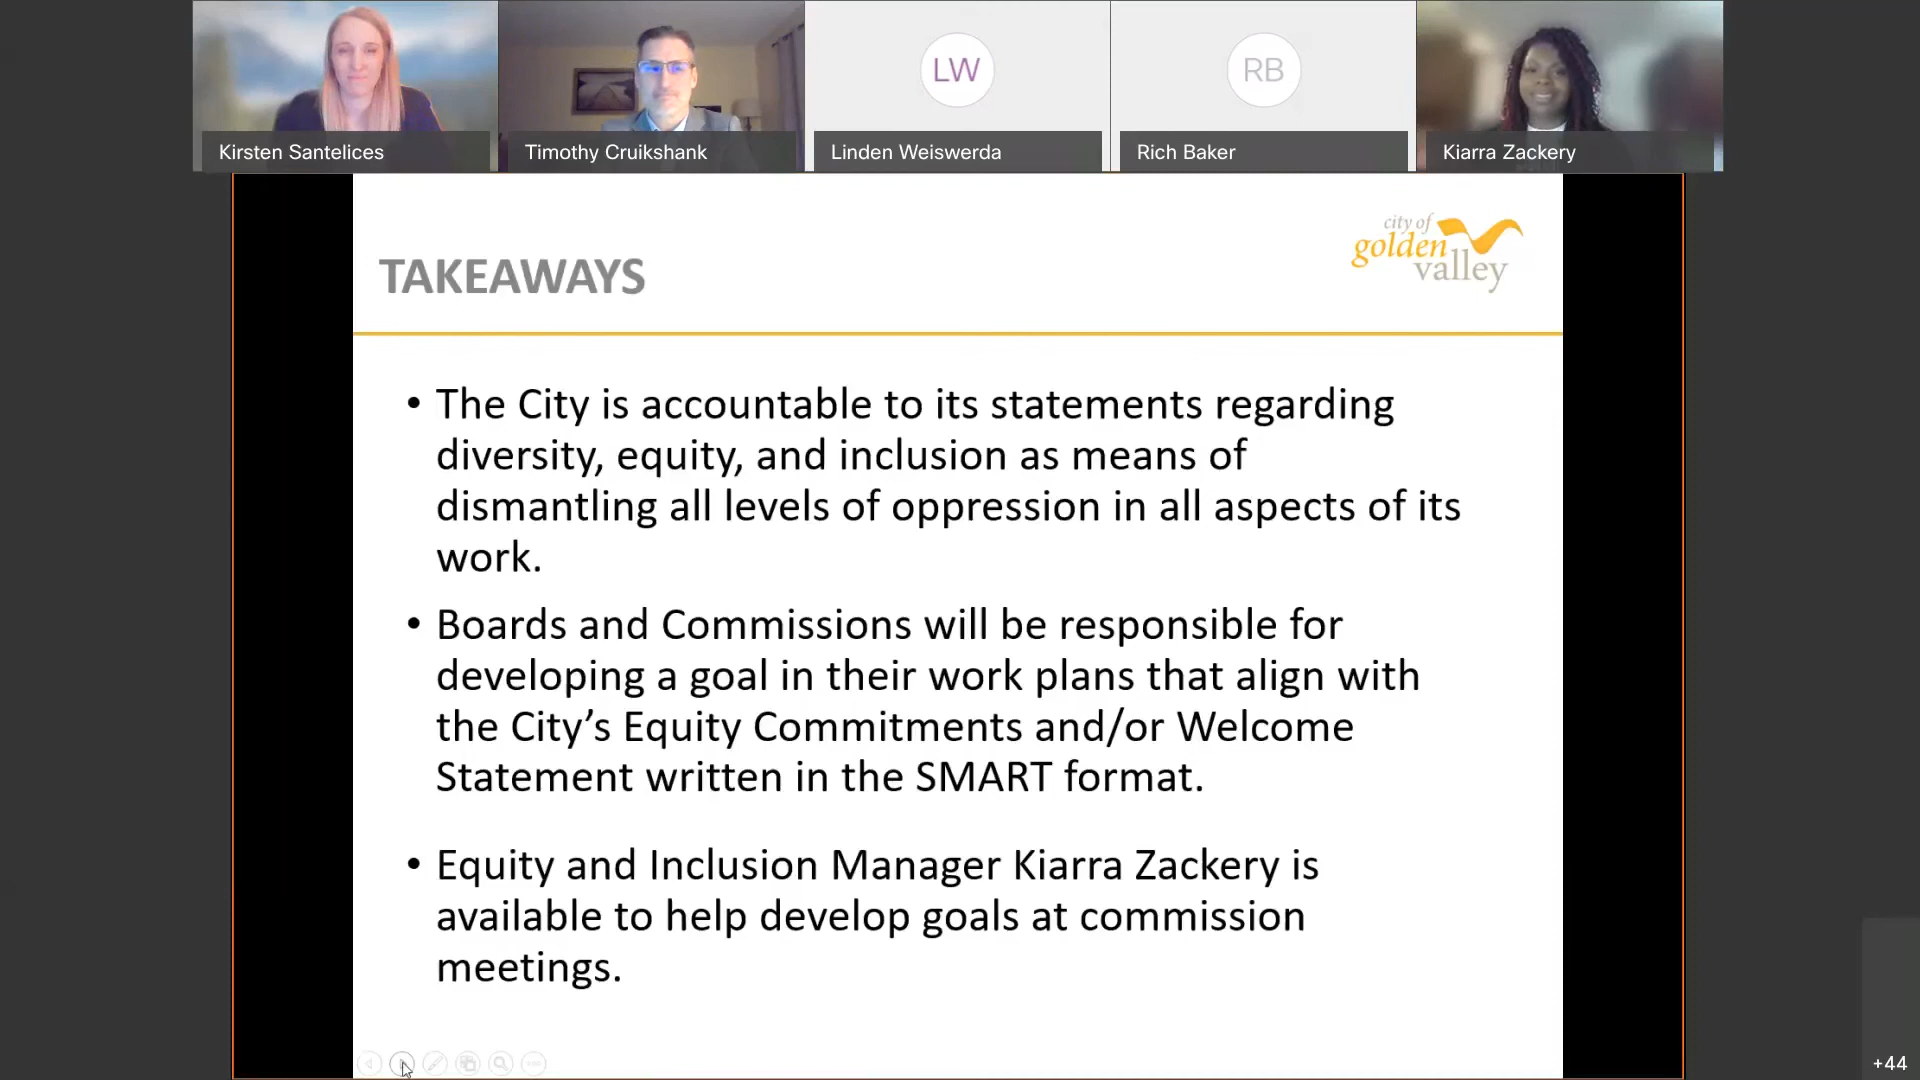 LW
RB
Kirsten Santelices
Timothy Cruikshank
Linden Weiswerda
Rich Baker
Kiarra Zackery
city of
golden
valley
TAKEAWAYS
• The City is accountable to its statements regarding
diversity, equity, and inclusion as means of
dismantling all levels of oppression in all aspects of its
work.
• Boards and Commissions will be responsible for
developing a goal in their work plans that align with
the City’s Equity Commitments and/or Welcome
Statement written in the SMART format.
• Equity and Inclusion Manager Kiarra Zackery is
available to help develop goals at commission
meetings.
+44